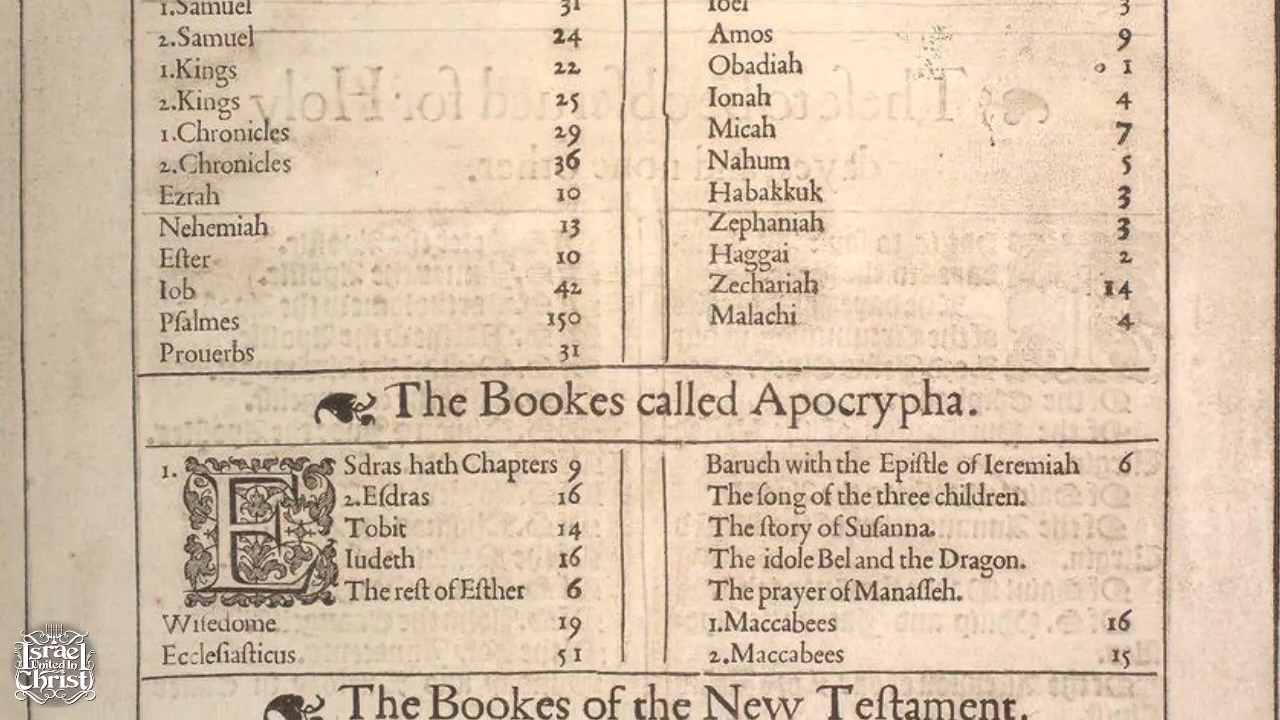 1.Samuel 31
2.Samuel 24
1.Kings 22
2.Kings 25
1.Chronicles 29
2.Chronicles 36
Ezrah 10
Nehemiah 13
Eſter 10
Iob 42
Pſalmes 150
Prouerbs 31
Ioel 3
Amos 9
Obadiah 1
Ionah 4
Micah 7
Nahum 5
Habakkuk 3
Zephaniah 3
Haggai 2
Zechariah 14
Malachi 4
The Bookes called Apocrypha.
1. ESdras hath Chapters 9
2.Eſdras 16
Tobit 14
Iudeth 16
The reſt of Eſther 6
Wiſedome 19
Eccleſiaſticus. 51
Baruch with the Epiſtle of Ieremiah 6
The ſong of the three children.
The ſtory of Suſanna.
The idole Bel and the Dragon.
The prayer of Manaſſeh.
1.Maccabees 16
2.Maccabees 15
The Bookes of the New Teſtament.
Israel
United In
Christ